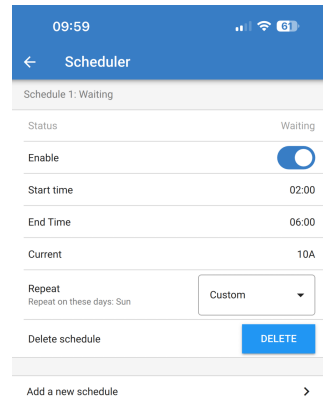 09:59
61
Scheduler
Schedule 1: Waiting
Status Waiting
Enable
Start time 02:00
End Time 06:00
Current 10A
Repeat
Repeat on these days: Sun
Custom
Delete schedule DELETE
Add a new schedule